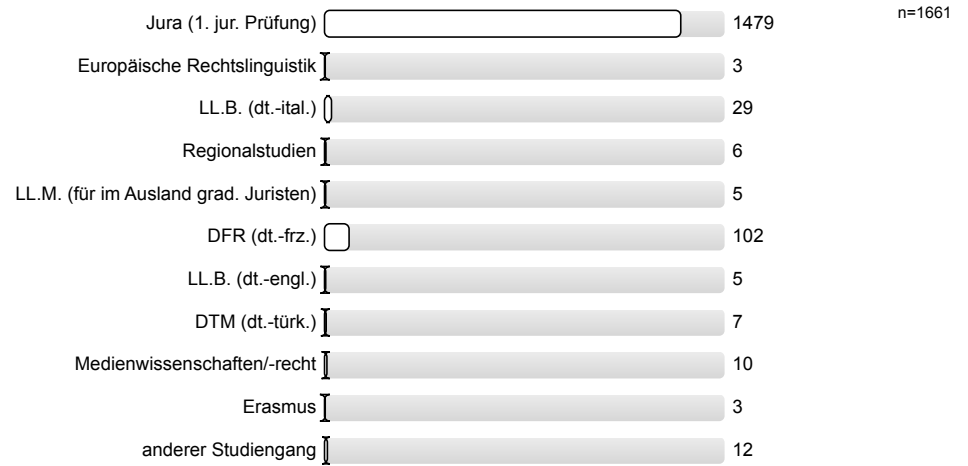 Jura (1. jur. Prüfung) 1479 n=1661
Europäische Rechtslinguistik 3
LL.B. (dt.-ital.) 29
Regionalstudien 6
LL.M. (für im Ausland grad. Juristen) 5
DFR (dt.-frz.) 102
LL.B. (dt.-engl.) 5
DTM (dt.-türk.) 7
Medienwissenschaften/-recht 10
Erasmus 3
anderer Studiengang 12